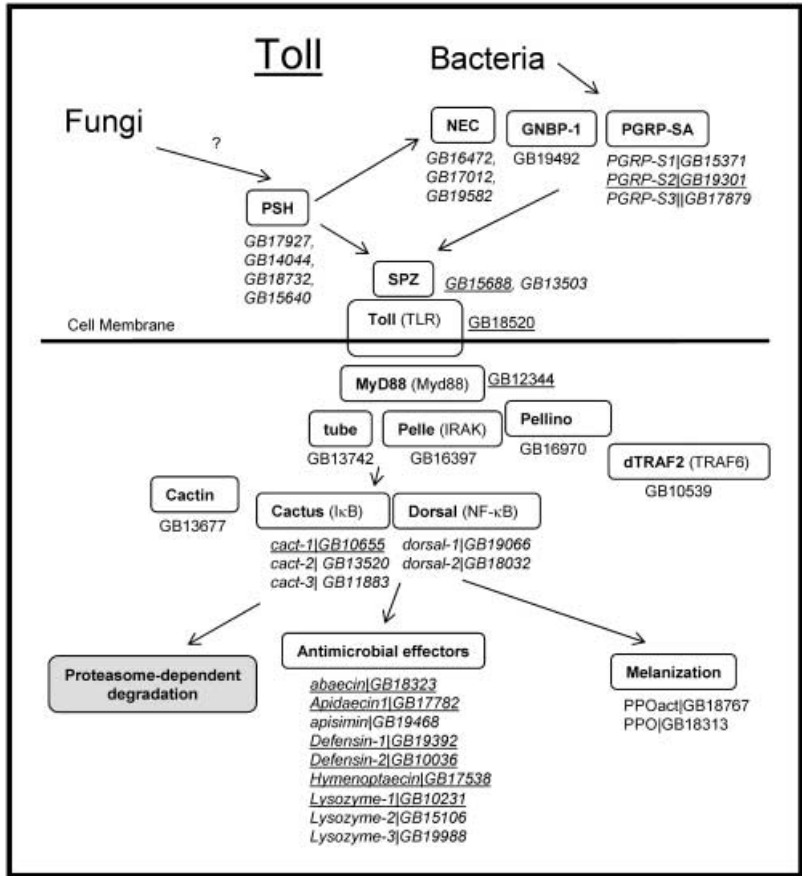 Toll
Bacteria
Fungi
?
NEC
GB16472,
GB17012,
GB19582
GNBP-1
GB19492
PGRP-SA
PGRP-S1|GB15371
PGRP-S2|GB19301
PGRP-S3||GB17879
PSH
GB17927,
GB14044,
GB18732,
GB15640
SPZ
GB15688, GB13503
Toll (TLR)
GB18520
Cell Membrane
MyD88 (Myd88)
GB12344
tube
GB13742
Pelle (IRAK)
GB16397
Pellino
GB16970
dTRAF2 (TRAF6)
GB10539
Cactin
GB13677
Cactus (IκB)
cact-1|GB10655
cact-2| GB13520
cact-3| GB11883
Dorsal (NF-κB)
dorsal-1|GB19066
dorsal-2|GB18032
Proteasome-dependent
degradation
Antimicrobial effectors
abaecin|GB18323
Apidaecin1|GB17782
apisimin|GB19468
Defensin-1|GB19392
Defensin-2|GB10036
Hymenoptaecin|GB17538
Lysozyme-1|GB10231
Lysozyme-2|GB15106
Lysozyme-3|GB19988
Melanization
PPOact|GB18767
PPO|GB18313